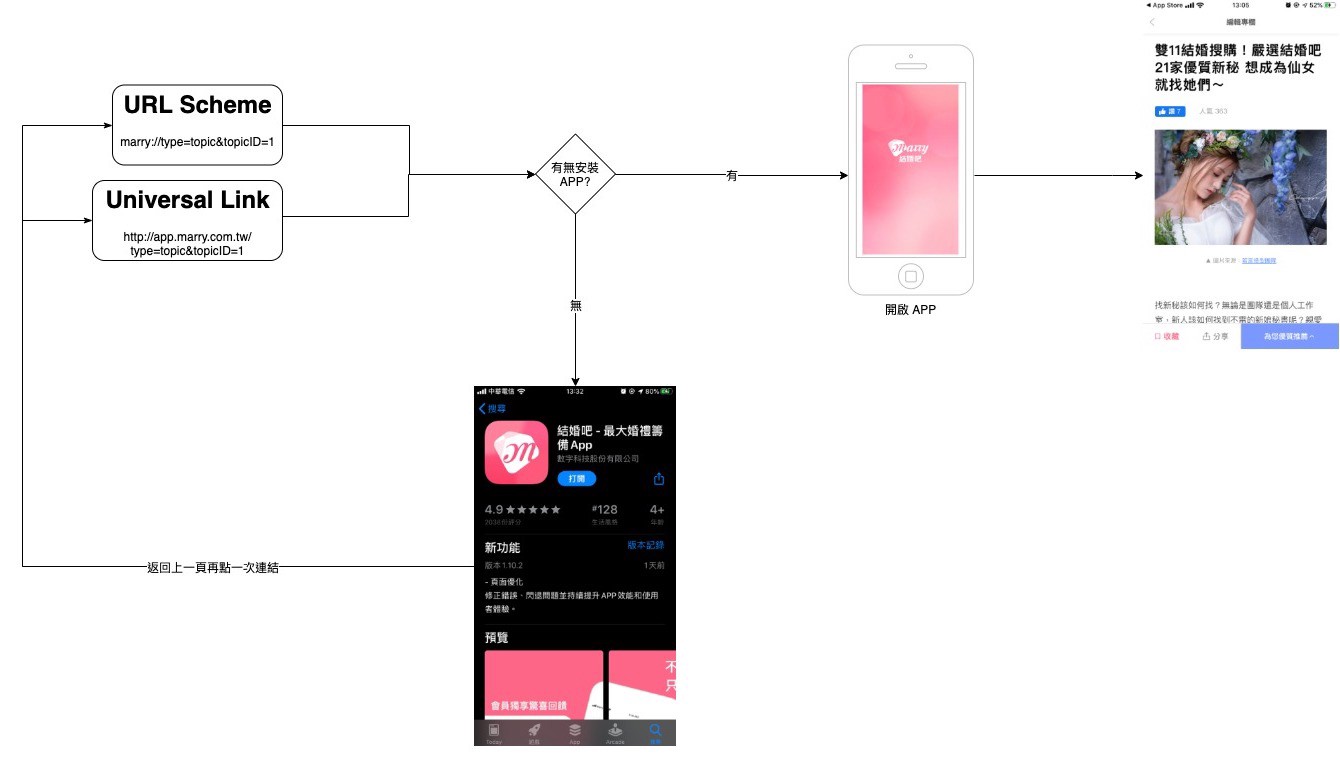 URL Scheme
marry://type=topic&topicID=1
Universal Link
http://app.marry.com.tw/
type=topic&topicID=1
有無安裝
APP?
有
無
marry
結婚吧
開啟 APP
App Store
13:05
52%
編輯專欄
雙11結婚搜購！嚴選結婚吧
21家優質新秘 想成為仙女
就找她們～
讚 7
人氣 363
▲ 圖片來源：
找新秘該如何找？無論是團隊還是個人工作
室，新人該如何找到不雷的新娘秘書呢？親愛
收藏
分享
為您優質推薦
返回上一頁再點一次連結
中華電信
13:32
80%
搜尋
結婚吧 - 最大婚禮籌
備 App
數字科技股份有限公司
打開
4.9 ★★★★★
#128
4+
生活風格
年齡
新功能
版本記錄
版本 1.10.2
1 天前
- 頁面優化
修正錯誤、閃退問題並持續提升 APP 效能和使用
者體驗。
預覽
會員獨享驚喜回饋
不
只
Today
遊戲
App
Arcade
搜尋